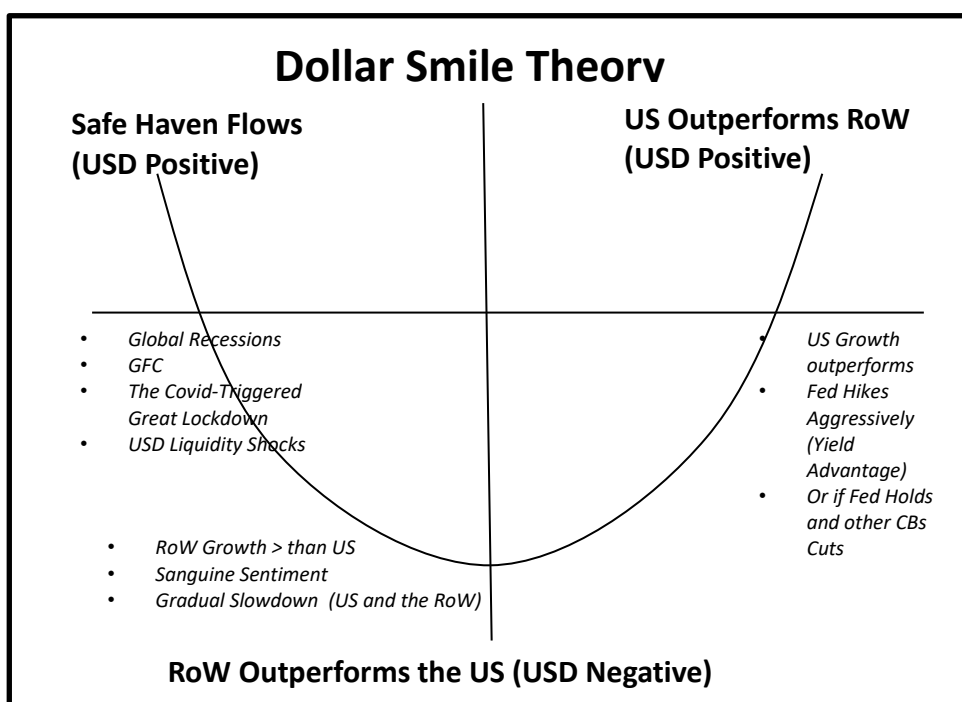 Dollar Smile Theory
Safe Haven Flows
(USD Positive)
US Outperforms RoW
(USD Positive)
• Global Recessions
• GFC
• The Covid-Triggered
Great Lockdown
• USD Liquidity Shocks
• US Growth
outperforms
• Fed Hikes
Aggressively
(Yield
Advantage)
• Or if Fed Holds
and other CBs
Cuts
• RoW Growth > than US
• Sanguine Sentiment
• Gradual Slowdown (US and the RoW)
RoW Outperforms the US (USD Negative)